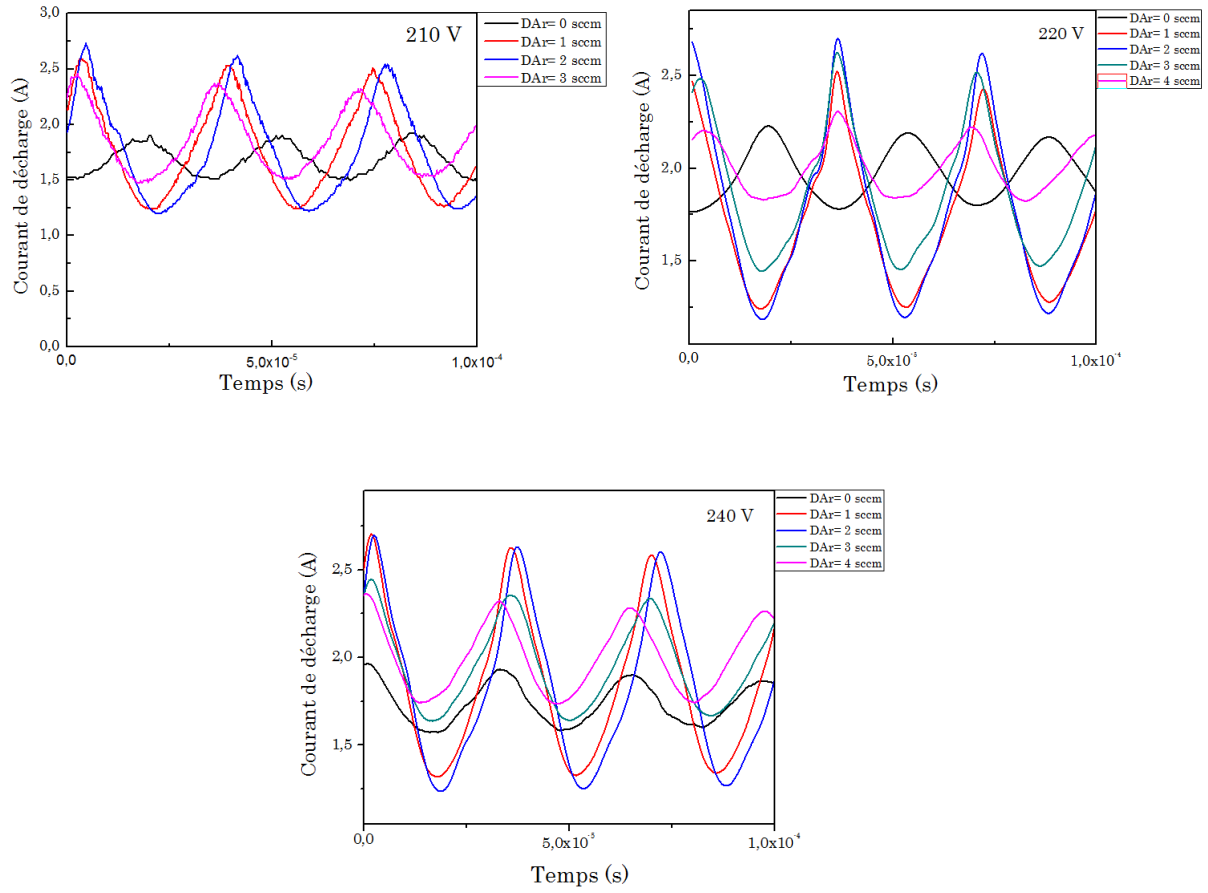 210 V
DAr= 0 sccm
DAr= 1 sccm
DAr= 2 sccm
DAr= 3 sccm
Courant de décharge (A)
3,0
2,5
2,0
1,5
1,0
0,5
0,0
0,0 5,0x10⁻⁵ 1,0x10⁻⁴
Temps (s)
220 V
DAr= 0 sccm
DAr= 1 sccm
DAr= 2 sccm
DAr= 3 sccm
DAr= 4 sccm
Courant de décharge (A)
2,5
2,0
1,5
0,0 5,0x10⁻⁵ 1,0x10⁻⁴
Temps (s)
240 V
DAr= 0 sccm
DAr= 1 sccm
DAr= 2 sccm
DAr= 3 sccm
DAr= 4 sccm
Courant de décharge (A)
2,5
2,0
1,5
0,0 5,0x10⁻⁵ 1,0x10⁻⁴
Temps (s)